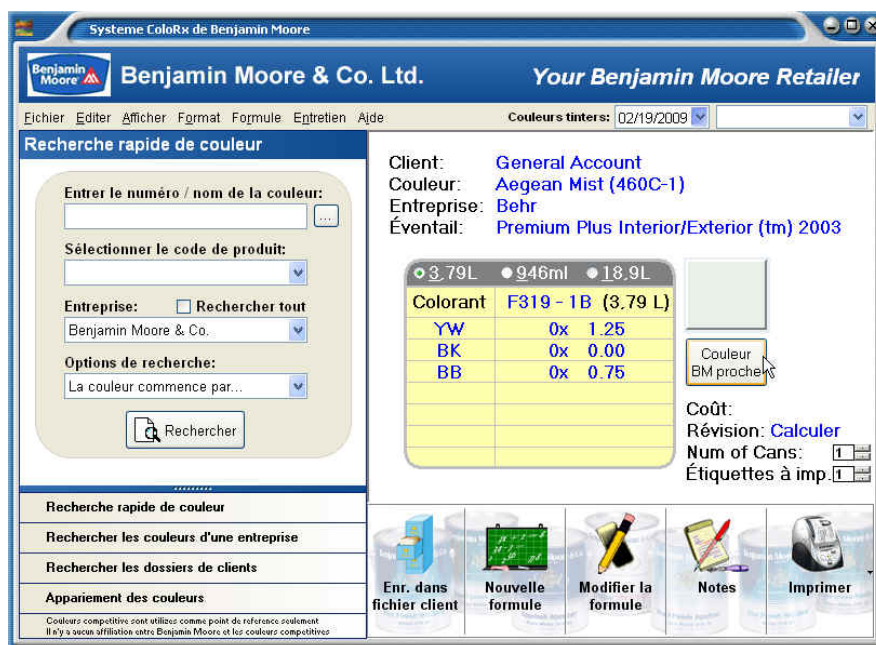 Systeme ColoRx de Benjamin Moore
Benjamin Moore
Benjamin Moore & Co. Ltd.
Your Benjamin Moore Retailer
Fichier Editer Afficher Format Formule Entretien Ajde
Couleurs tinters: 02/19/2009
Recherche rapide de couleur
Entrer le numéro / nom de la couleur:
...
Sélectionner le code de produit:
Entreprise: Rechercher tout
Benjamin Moore & Co.
Options de recherche:
La couleur commence par...
Rechercher
Recherche rapide de couleur
Rechercher les couleurs d'une entreprise
Rechercher les dossiers de clients
Appariement des couleurs
Couleurs competitive sont utilizes comme point de reference seulement
Il n'y a aucun affiliation entre Benjamin Moore et les couleurs competitives
Client: General Account
Couleur: Aegean Mist (460C-1)
Entreprise: Behr
Éventail: Premium Plus Interior/Exterior (tm) 2003
3,79L 946ml 18,9L
Colorant F319 - 1B (3,79 L)
YW 0x 1.25
BK 0x 0.00
BB 0x 0.75
Couleur
BM proche
Coût:
Révision: Calculer
Num of Cans: 1
Étiquettes à imp. 1
Enr. dans
fichier client
Nouvelle
formule
Modifier la
formule
Notes
Imprimer